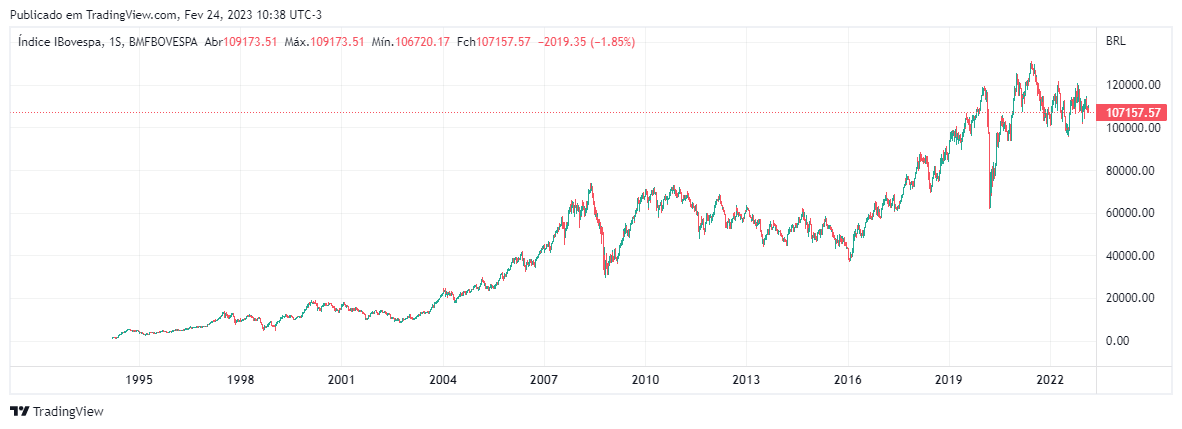 Publicado em TradingView.com, Fev 24, 2023 10:38 UTC-3
Índice IBovespa, 1S, BMFBOVESPA Abr109173.51 Máx.109173.51 Mín.106720.17 Fch107157.57 −2019.35 (−1.85%)
BRL
120000.00
107157.57
100000.00
80000.00
60000.00
40000.00
20000.00
0.00
1995 1998 2001 2004 2007 2010 2013 2016 2019 2022
TradingView